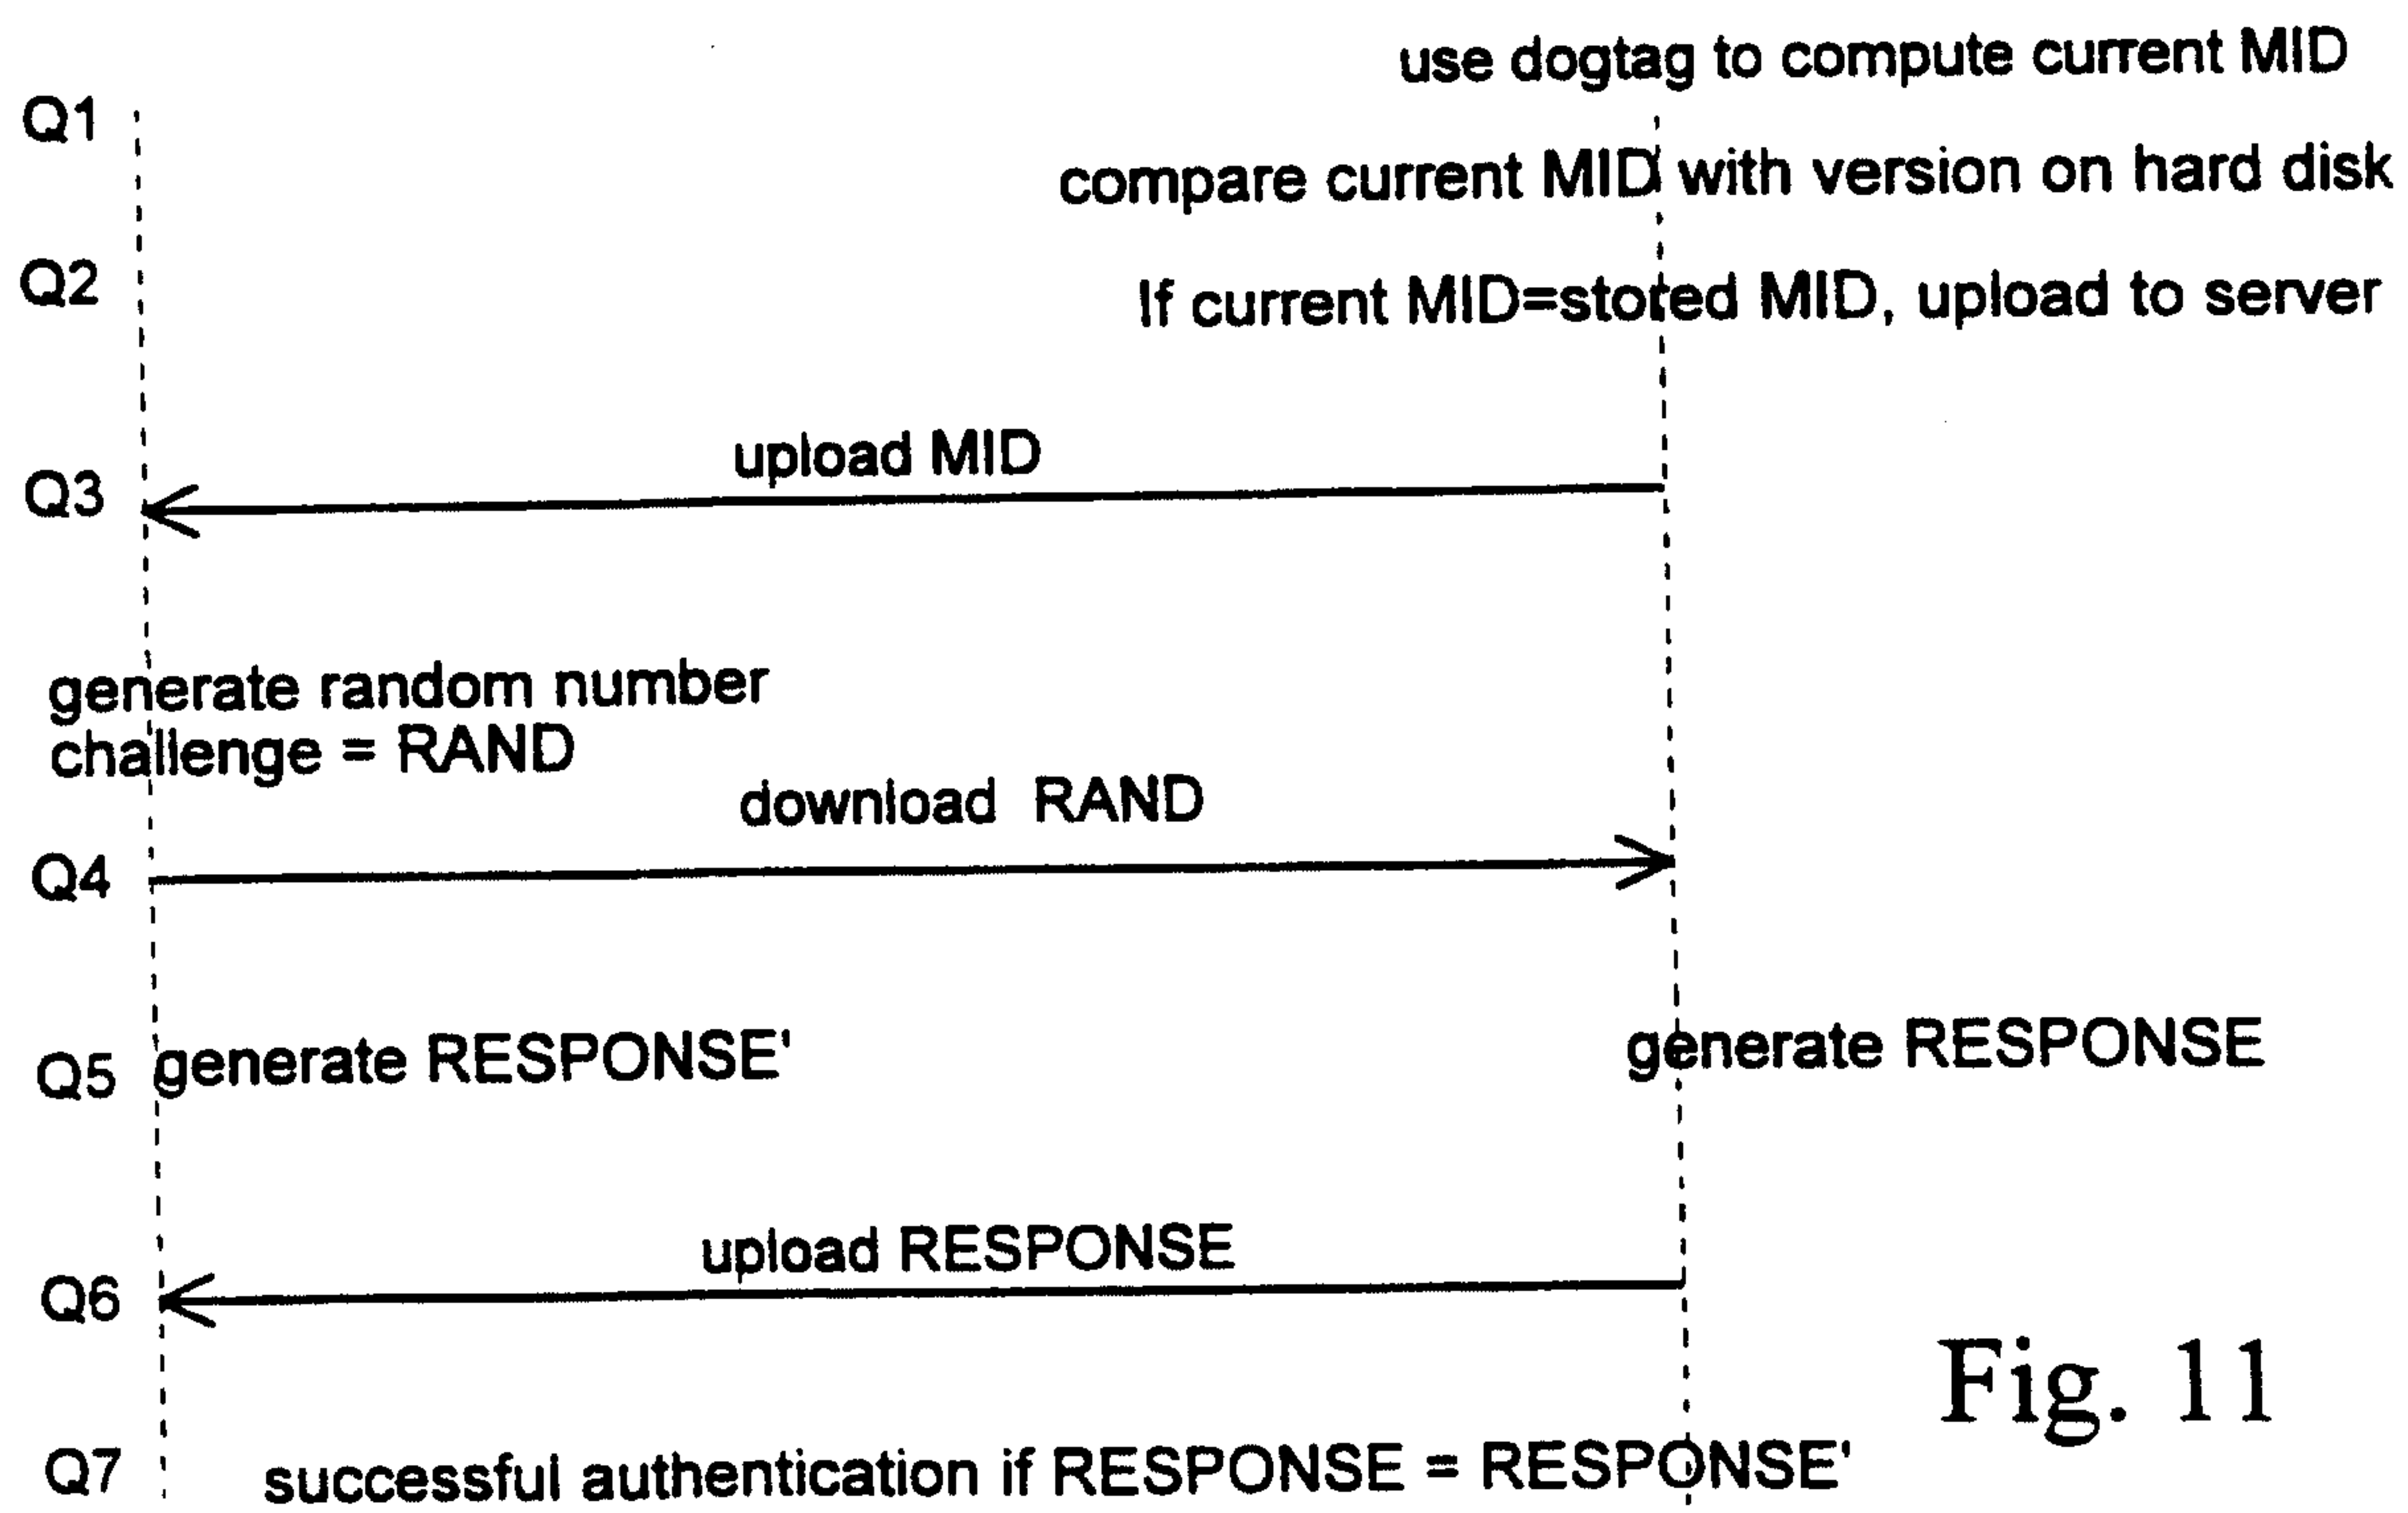 use dogtag to compute current MID
Q1
compare current MID with version on hard disk
Q2
If current MID=stored MID, upload to server
upload MID
Q3
generate random number
challenge = RAND
download RAND
Q4
Q5 generate RESPONSE' generate RESPONSE
upload RESPONSE
Q6
Fig. 11
Q7 successful authentication if RESPONSE = RESPONSE'